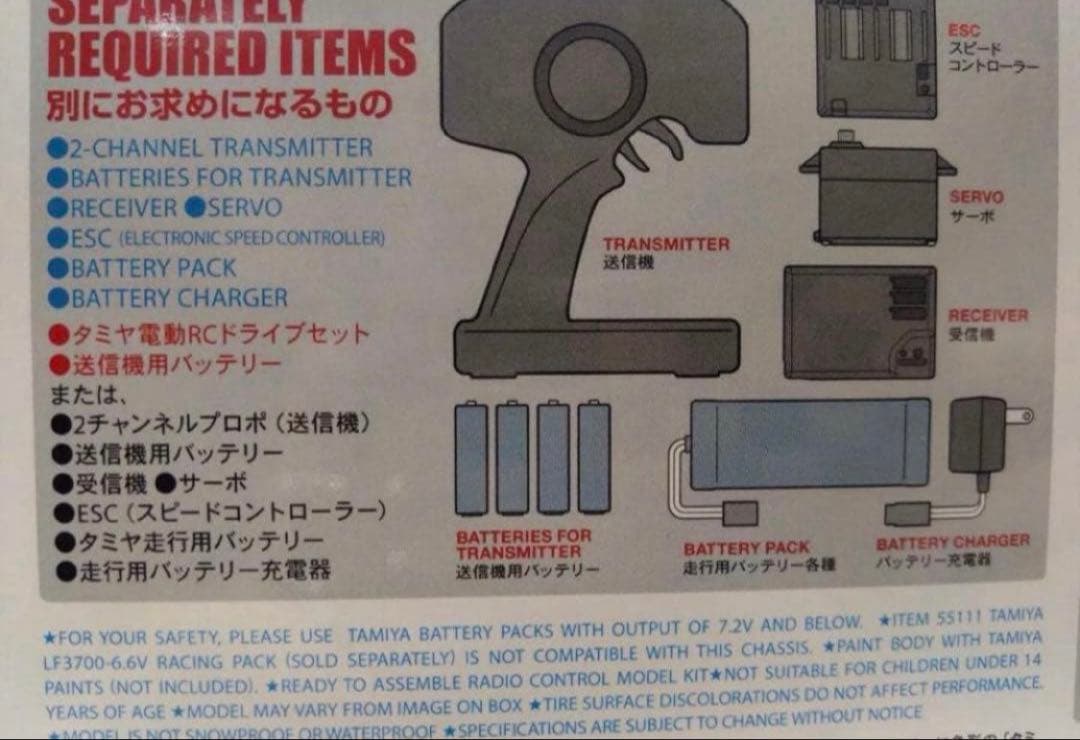 SEPARATELY
REQUIRED ITEMS
別にお求めになるもの
●2-CHANNEL TRANSMITTER
●BATTERIES FOR TRANSMITTER
●RECEIVER ●SERVO
●ESC (ELECTRONIC SPEED CONTROLLER)
●BATTERY PACK
●BATTERY CHARGER
●タミヤ電動RCドライブセット
●送信機用バッテリー
または、
●2チャンネルプロポ（送信機）
●送信機用バッテリー
●受信機 ●サーボ
●ESC（スピードコントローラー）
●タミヤ走行用バッテリー
●走行用バッテリー充電器
ESC
スピード
コントローラー
SERVO
サーボ
TRANSMITTER
送信機
RECEIVER
受信機
BATTERIES FOR
TRANSMITTER
送信機用バッテリー
BATTERY PACK
走行用バッテリー各種
BATTERY CHARGER
バッテリー充電器
★FOR YOUR SAFETY, PLEASE USE TAMIYA BATTERY PACKS WITH OUTPUT OF 7.2V AND BELOW. ★ITEM 55111 TAMIYA
LF3700-6.6V RACING PACK (SOLD SEPARATELY) IS NOT COMPATIBLE WITH THIS CHASSIS. ★PAINT BODY WITH TAMIYA
PAINTS (NOT INCLUDED). ★READY TO ASSEMBLE RADIO CONTROL MODEL KIT★NOT SUITABLE FOR CHILDREN UNDER 14
YEARS OF AGE ★MODEL MAY VARY FROM IMAGE ON BOX ★TIRE SURFACE DISCOLORATIONS DO NOT AFFECT PERFORMANCE.
★MODEL IS NOT SNOWPROOF OR WATERPROOF ★SPECIFICATIONS ARE SUBJECT TO CHANGE WITHOUT NOTICE